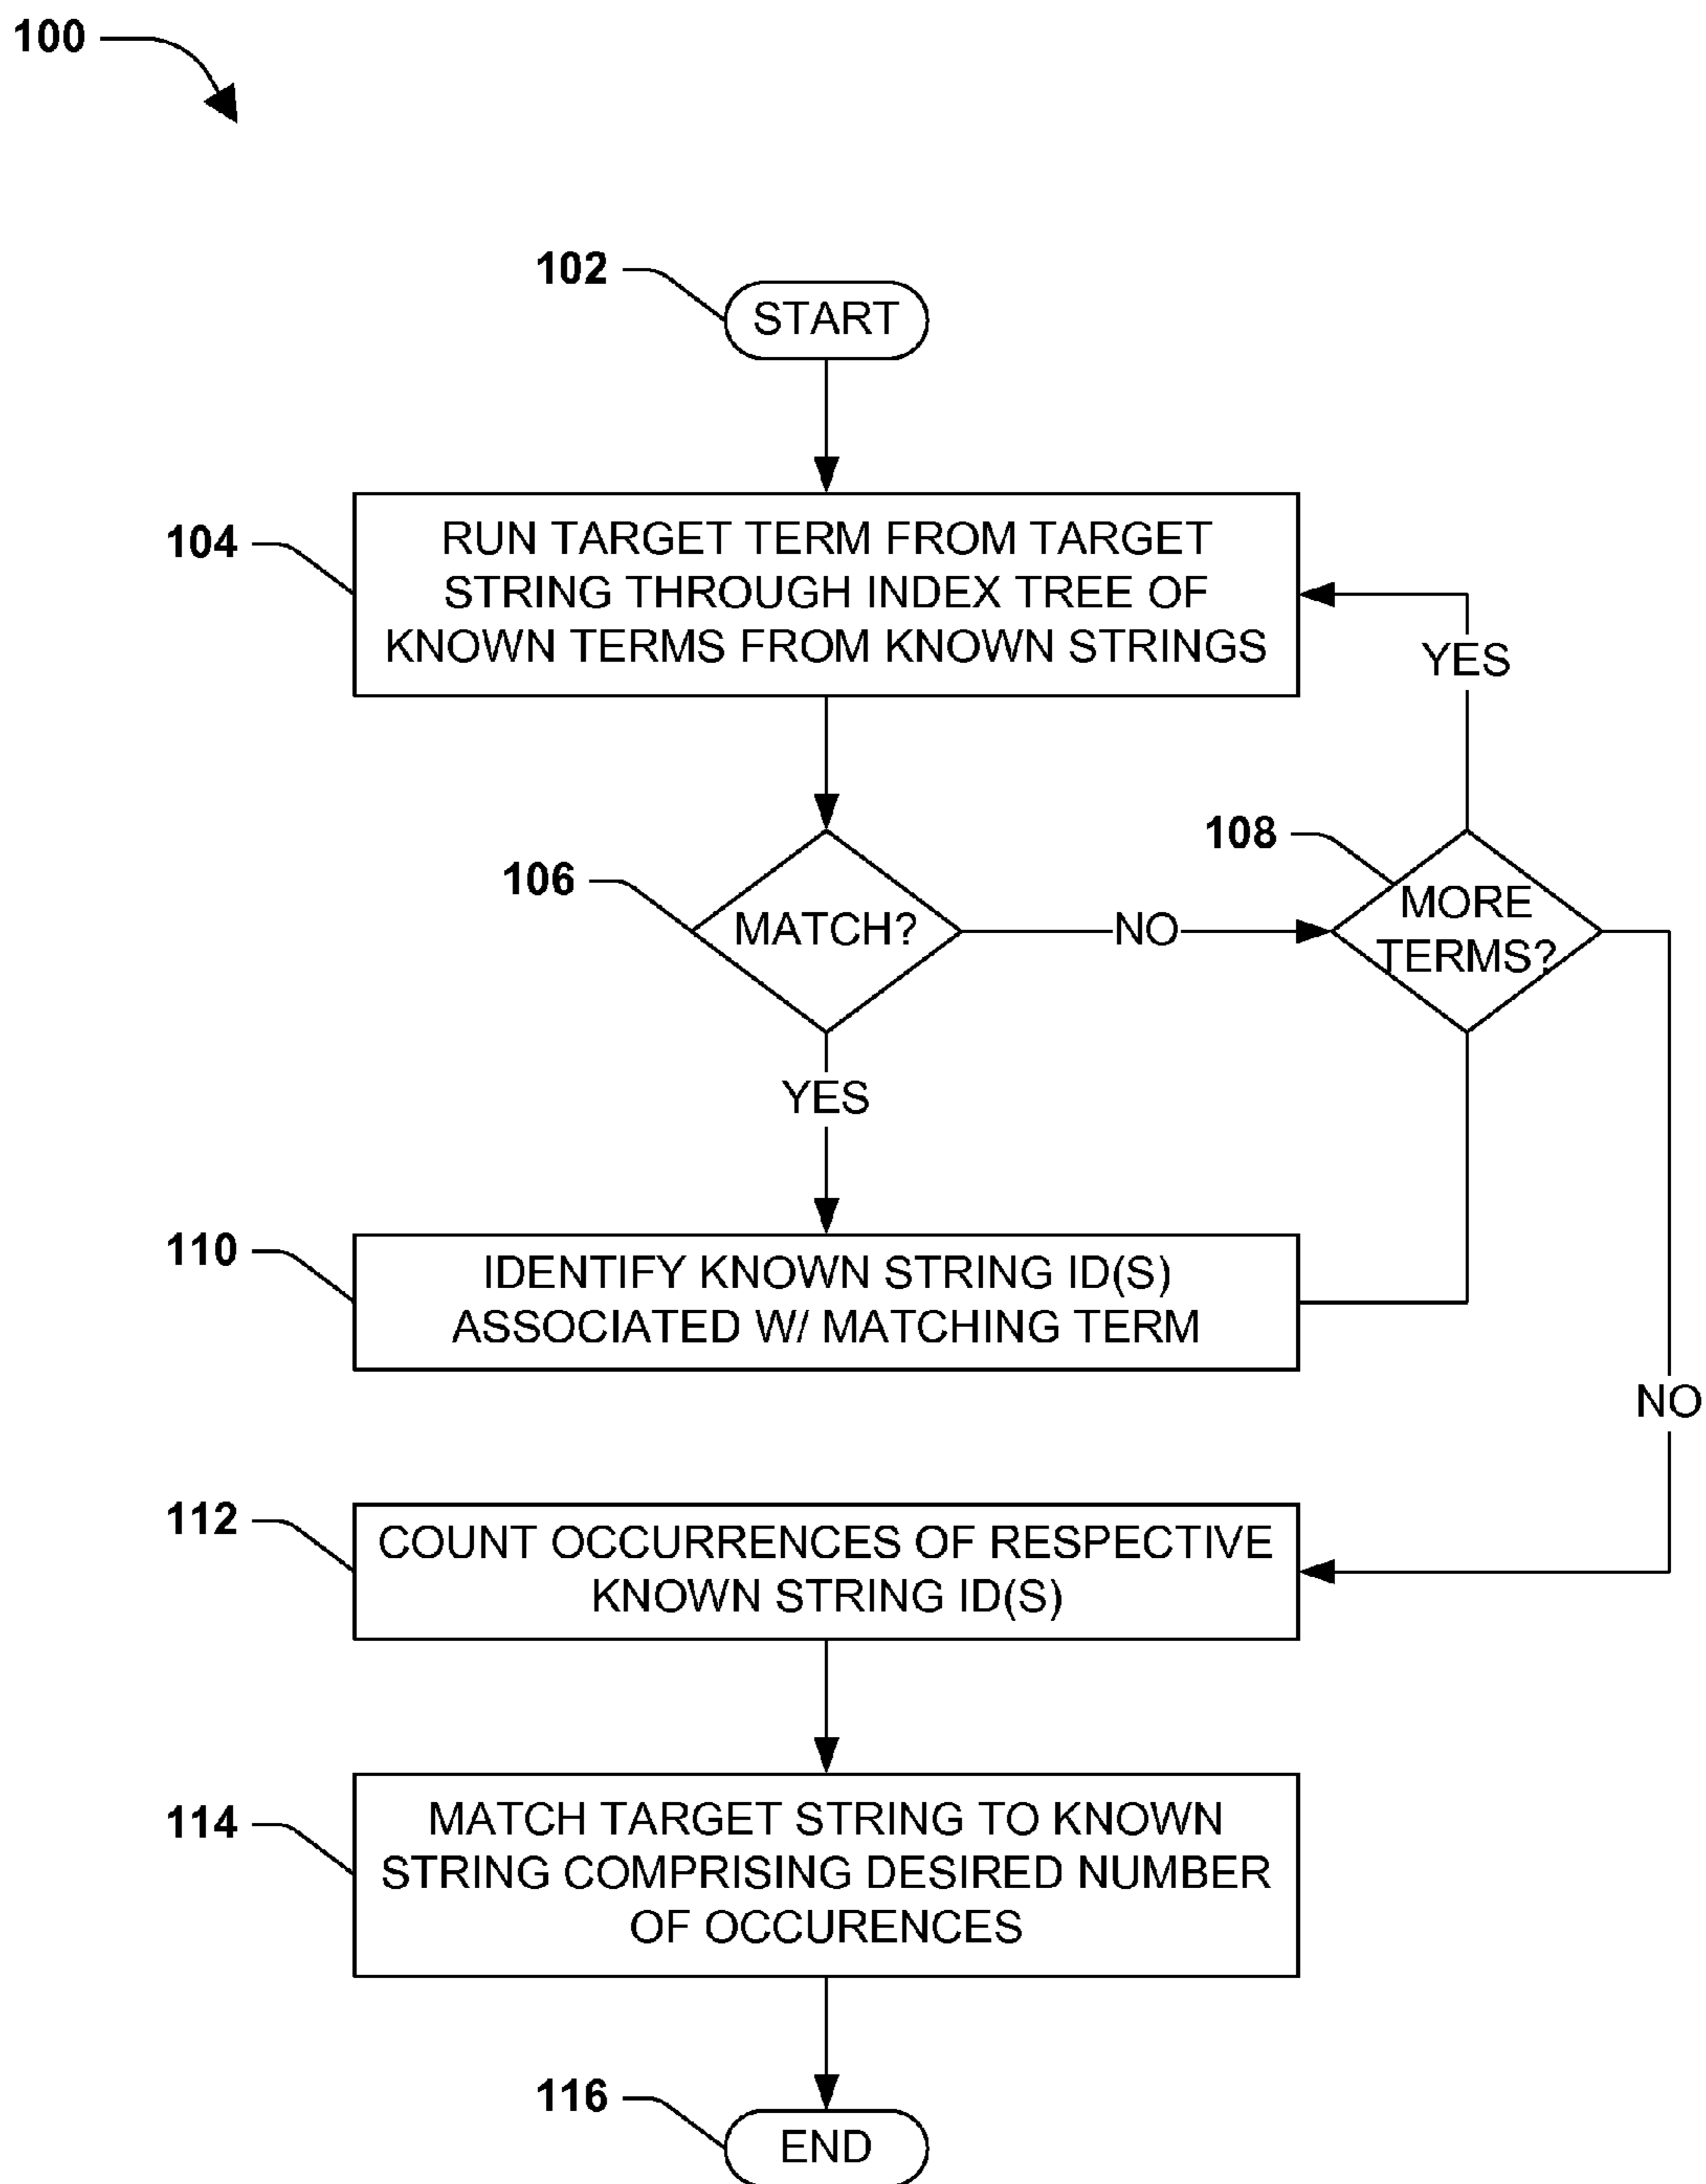 100
102
START
104
RUN TARGET TERM FROM TARGET
STRING THROUGH INDEX TREE OF
KNOWN TERMS FROM KNOWN STRINGS
YES
106
MATCH?
NO
108
MORE
TERMS?
YES
110
IDENTIFY KNOWN STRING ID(S)
ASSOCIATED W/ MATCHING TERM
NO
112
COUNT OCCURRENCES OF RESPECTIVE
KNOWN STRING ID(S)
114
MATCH TARGET STRING TO KNOWN
STRING COMPRISING DESIRED NUMBER
OF OCCURENCES
116
END